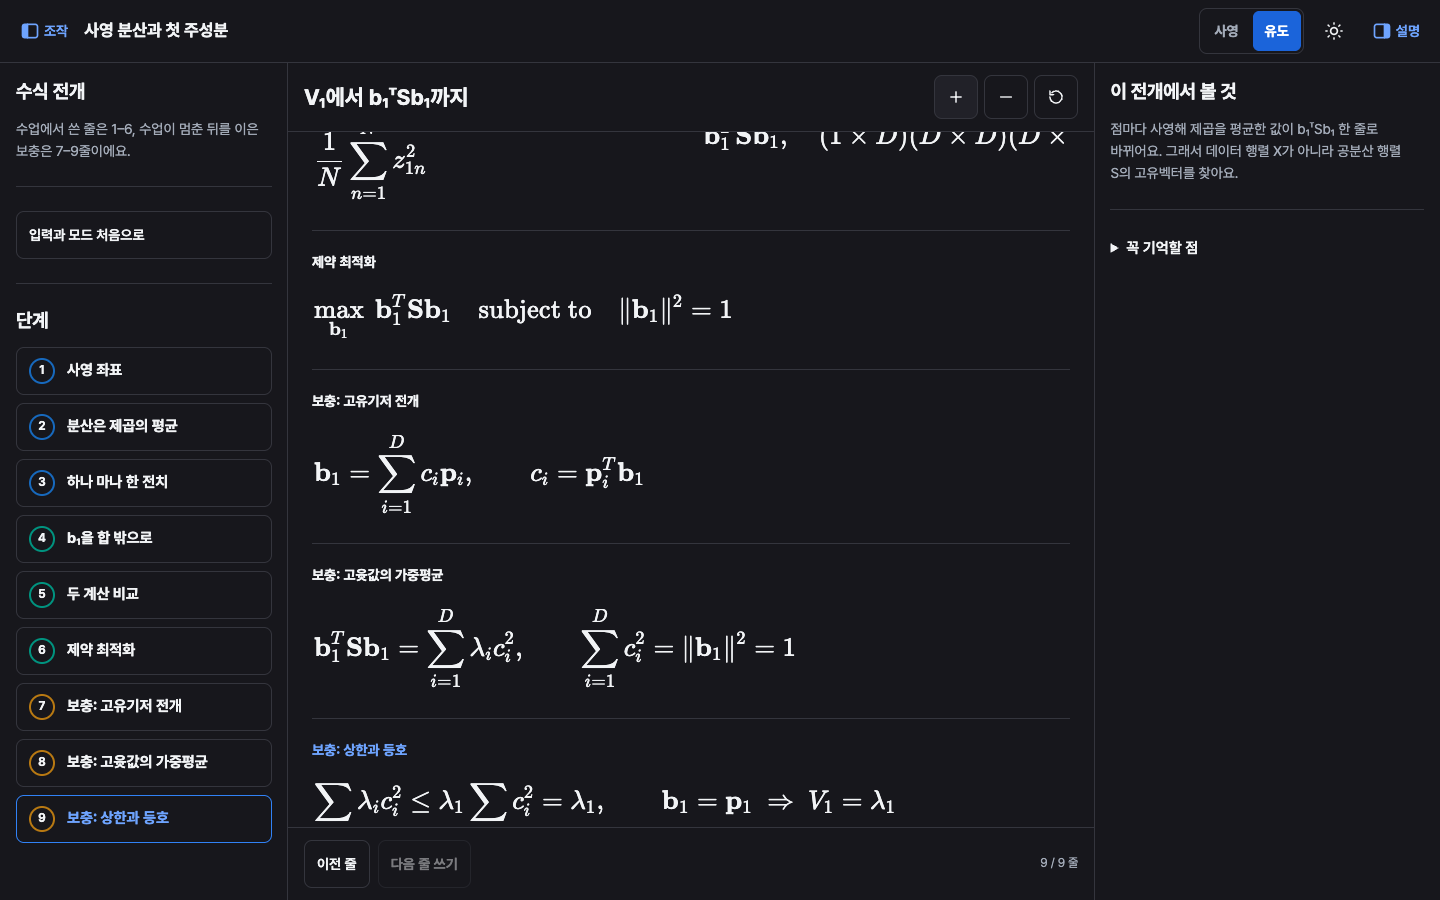 조작 사영 분산과 첫 주성분 사영 유도 설명
수식 전개
수업에서 쓴 줄은 1–6, 수업이 멈춘 뒤를 이은
보충은 7–9줄이에요.
입력과 모드 처음으로
단계
1 사영 좌표
2 분산은 제곱의 평균
3 하나 마나 한 전치
4 b₁을 합 밖으로
5 두 계산 비교
6 제약 최적화
7 보충: 고유기저 전개
8 보충: 고윳값의 가중평균
9 보충: 상한과 등호
V₁에서 b₁ᵀSb₁까지
1/N ∑_{n=1} z²_{1n} b₁ Sb₁, (1 × D)(D × D)(D ×
제약 최적화
max_{b₁} b₁ᵀSb₁ subject to ‖b₁‖² = 1
보충: 고유기저 전개
b₁ = ∑_{i=1}^{D} cᵢpᵢ, cᵢ = pᵢᵀb₁
보충: 고윳값의 가중평균
b₁ᵀSb₁ = ∑_{i=1}^{D} λᵢcᵢ², ∑_{i=1}^{D} cᵢ² = ‖b₁‖² = 1
보충: 상한과 등호
∑ λᵢcᵢ² ≤ λ₁ ∑ cᵢ² = λ₁, b₁ = p₁ ⇒ V₁ = λ₁
이전 줄 다음 줄 쓰기 9 / 9 줄
이 전개에서 볼 것
점마다 사영해 제곱을 평균한 값이 b₁ᵀSb₁ 한 줄로
바뀌어요. 그래서 데이터 행렬 X가 아니라 공분산 행렬
S의 고유벡터를 찾아요.
▶ 꼭 기억할 점